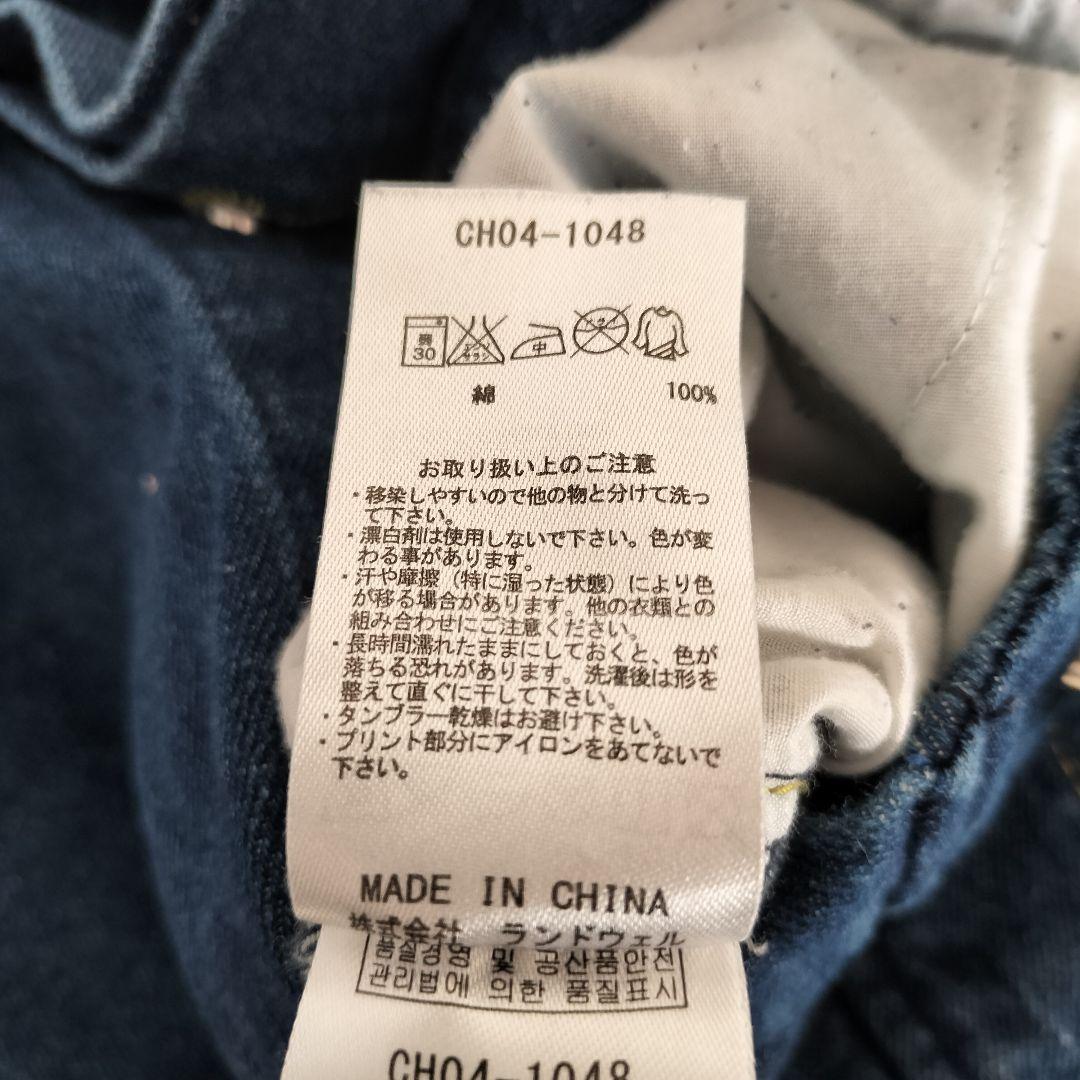 CH04-1048
弱
30
エンソ
サラシ
中
ドライ
綿 100%
お取り扱い上のご注意
・移染しやすいので他の物と分けて洗っ
て下さい。
・漂白剤は使用しないで下さい。色が変
わる事があります。
・汗や摩擦（特に湿った状態）により色
が移る場合があります。他の衣類との
組み合わせにご注意ください。
・長時間濡れたままにしておくと、色が
落ちる恐れがあります。洗濯後は形を
整えて直ぐに干して下さい。
・タンブラー乾燥はお避け下さい。
・プリント部分にアイロンをあてないで
下さい。
MADE IN CHINA
株式会社 ランドウェル
품질경영 및 공산품안전
관리법에 의한 품질표시
CH04-1048